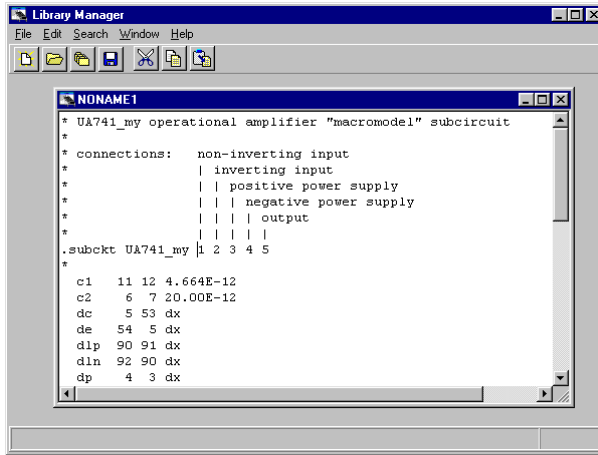 Library Manager
File Edit Search Window Help
NONAME1
* UA741_my operational amplifier "macromodel" subcircuit
*
* connections:   non-inverting input
*                | inverting input
*                | | positive power supply
*                | | | negative power supply
*                | | | | output
*                | | | | |
.subckt UA741_my 1 2 3 4 5
*
  c1   11 12 4.664E-12
  c2    6  7 20.00E-12
  dc    5 53 dx
  de   54  5 dx
  dlp  90 91 dx
  dln  92 90 dx
  dp    4  3 dx